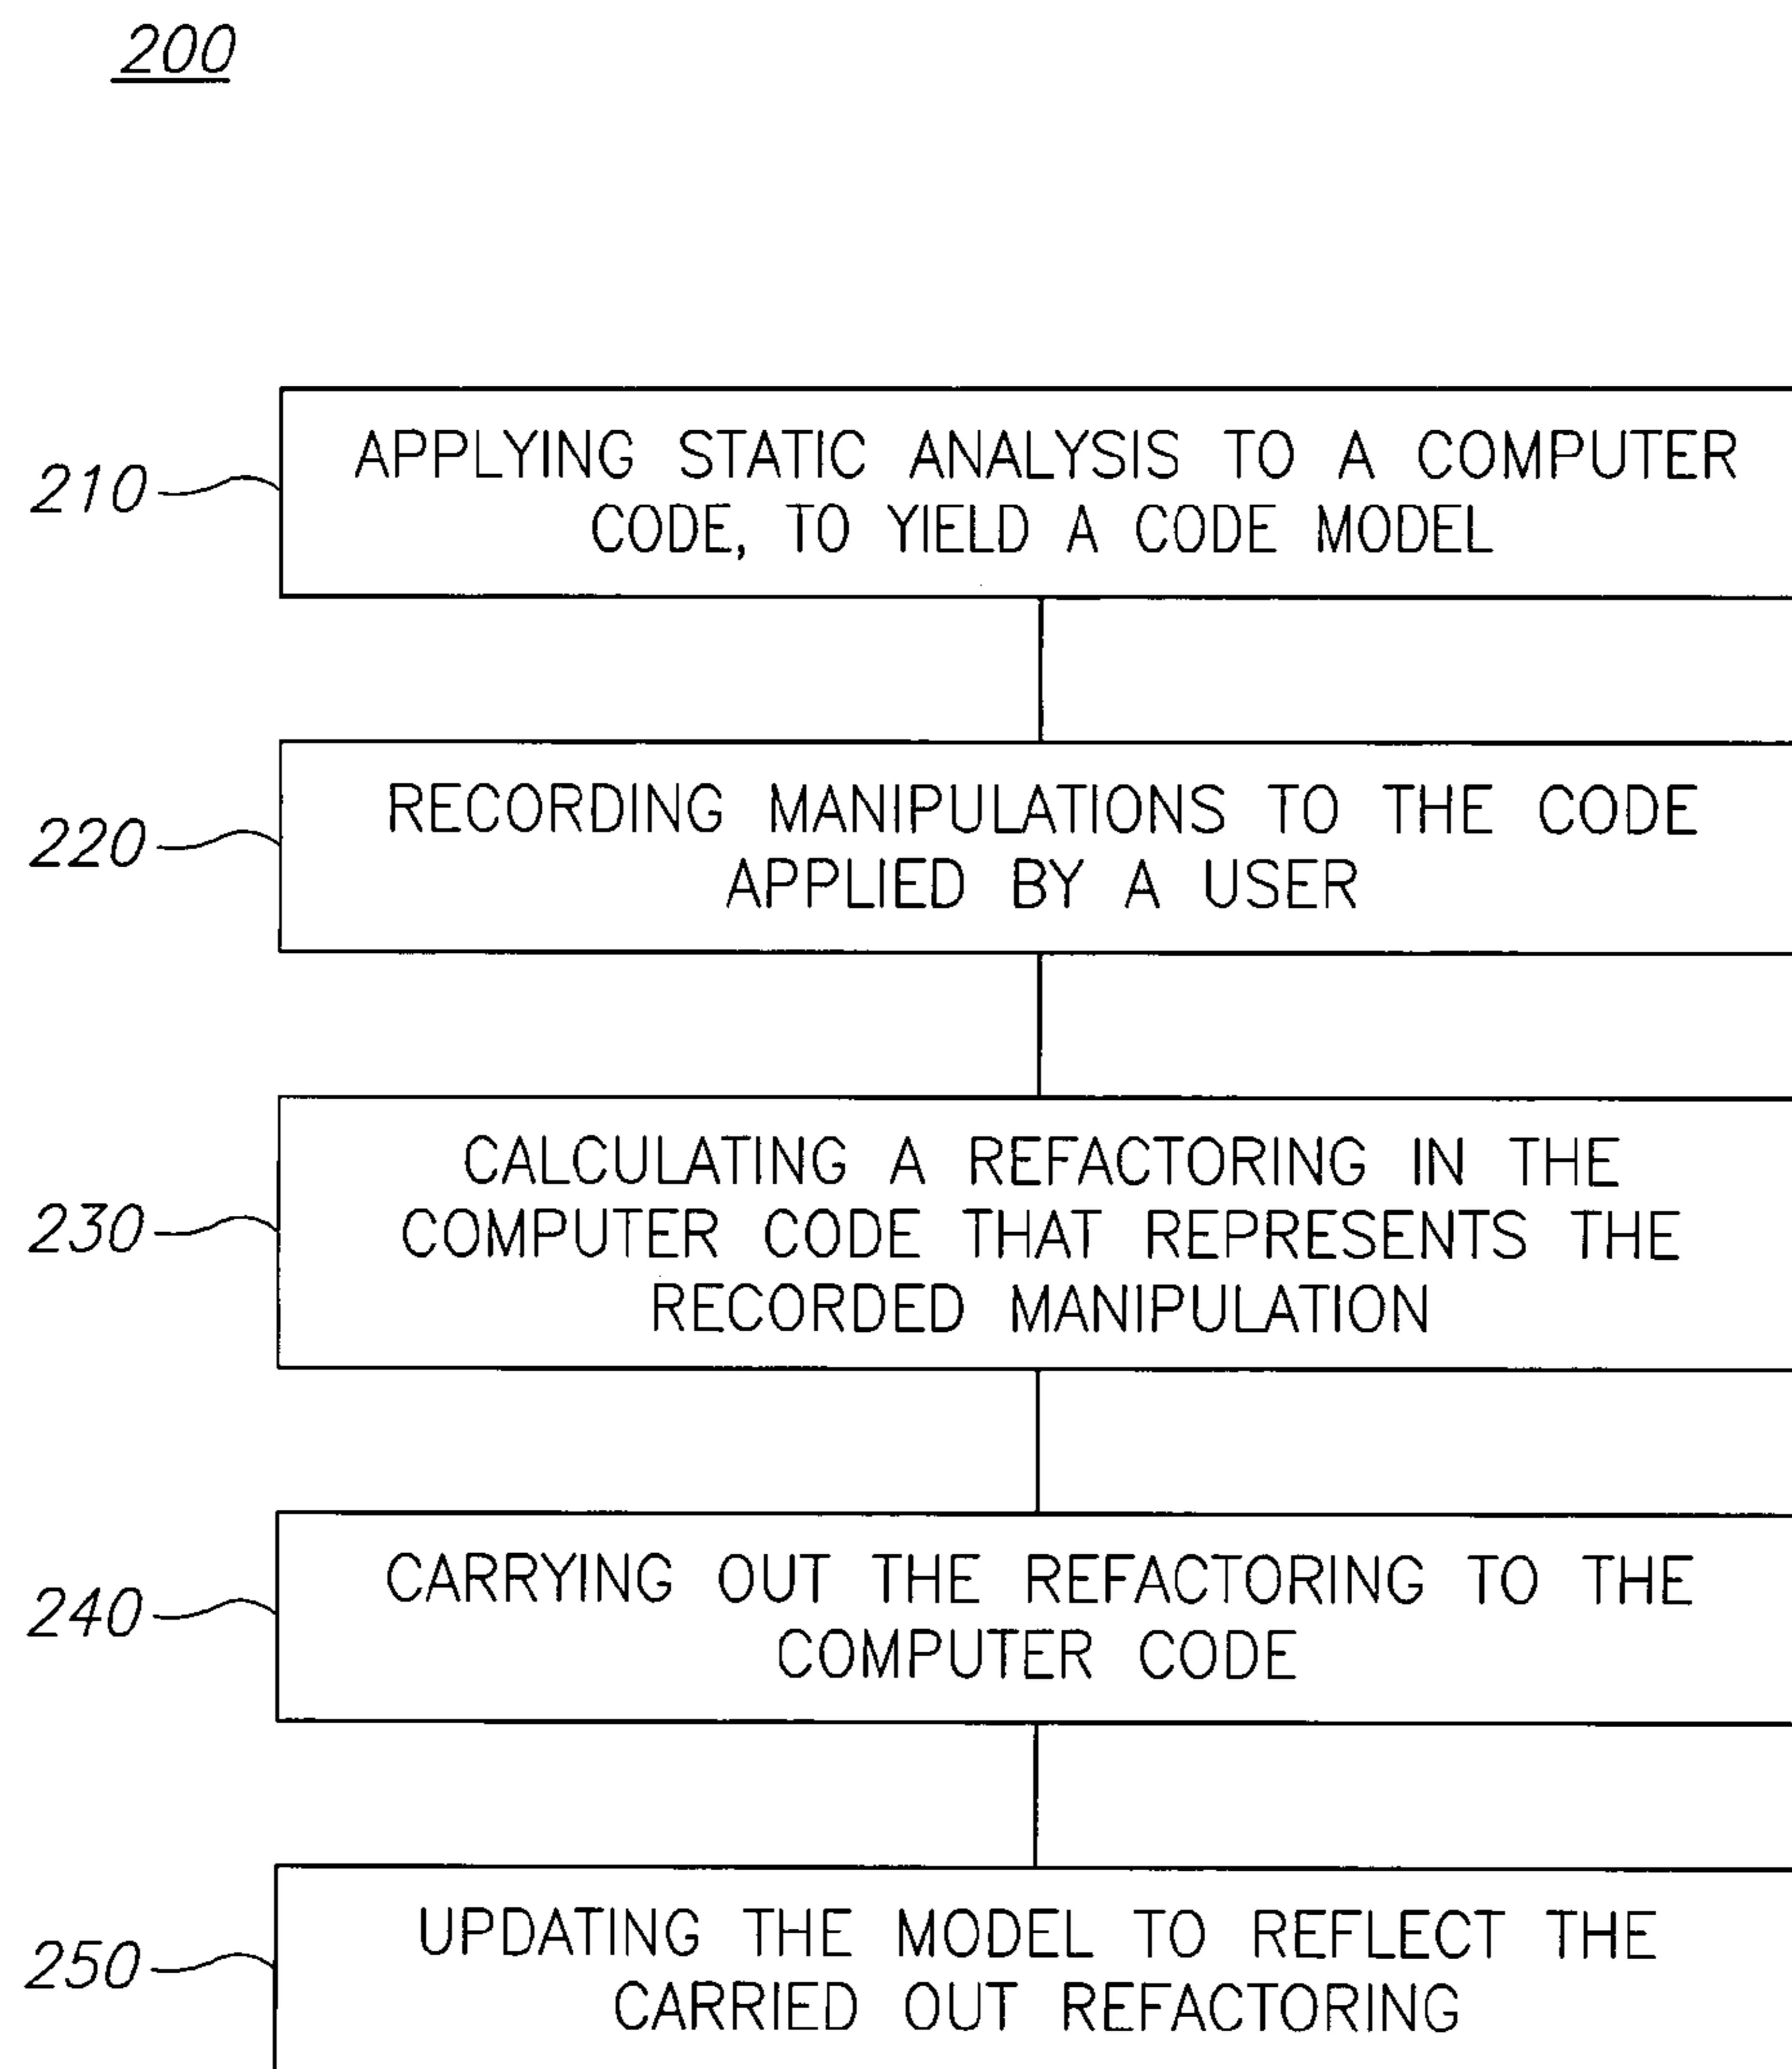 200
210
APPLYING STATIC ANALYSIS TO A COMPUTER
CODE, TO YIELD A CODE MODEL
220
RECORDING MANIPULATIONS TO THE CODE
APPLIED BY A USER
230
CALCULATING A REFACTORING IN THE
COMPUTER CODE THAT REPRESENTS THE
RECORDED MANIPULATION
240
CARRYING OUT THE REFACTORING TO THE
COMPUTER CODE
250
UPDATING THE MODEL TO REFLECT THE
CARRIED OUT REFACTORING